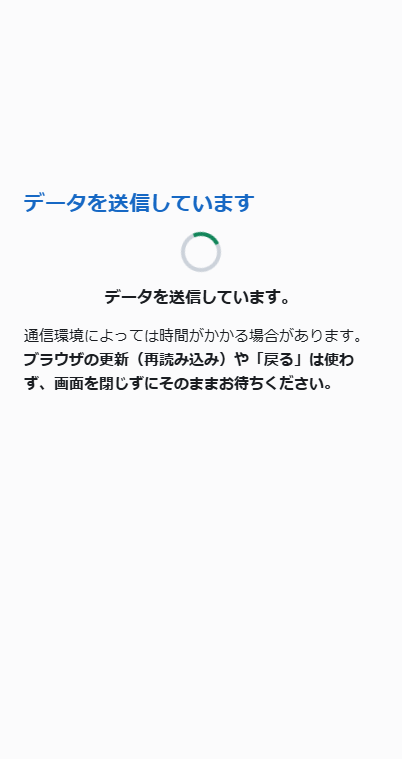 データを送信しています
データを送信しています。
通信環境によっては時間がかかる場合があります。
ブラウザの更新（再読み込み）や「戻る」は使わ
ず、画面を閉じずにそのままお待ちください。